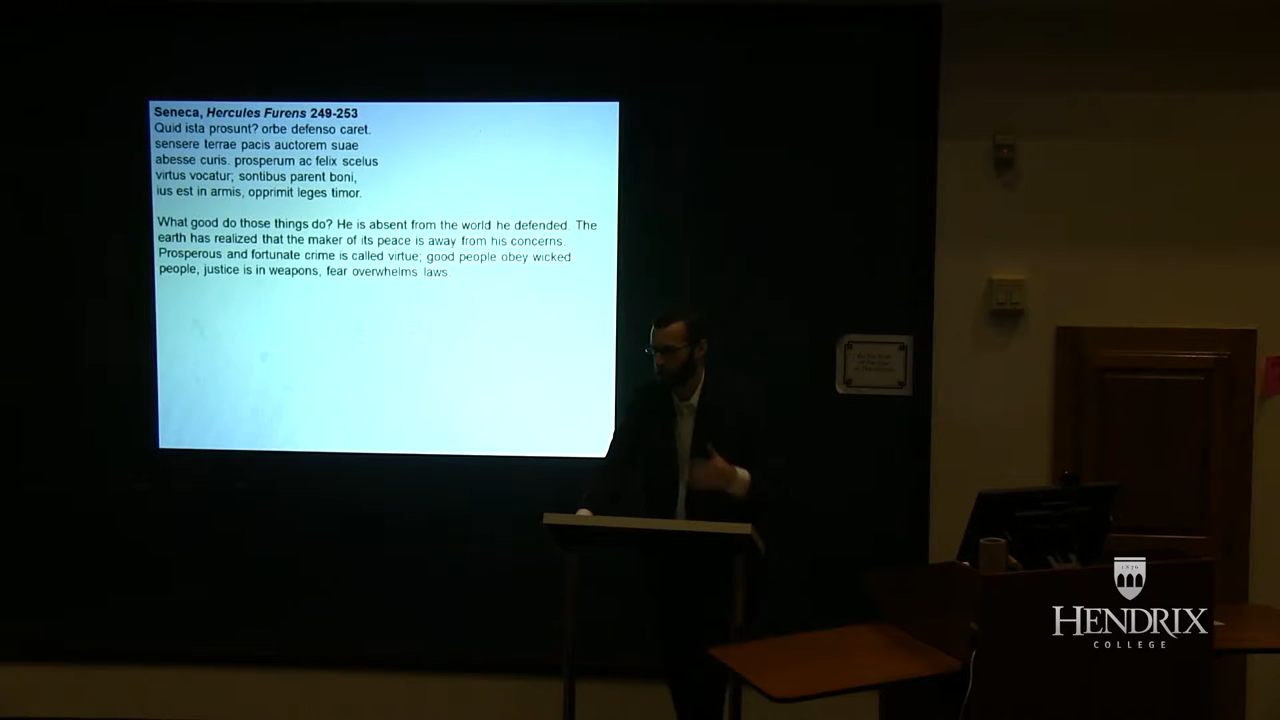 Seneca, Hercules Furens 249-253
Quid ista prosunt? orbe defenso caret.
sensere terrae pacis auctorem suae
abesse curis. prosperum ac felix scelus
virtus vocatur; sontibus parent boni,
ius est in armis, opprimit leges timor.
What good do those things do? He is absent from the world he defended. The
earth has realized that the maker of its peace is away from his concerns.
Prosperous and fortunate crime is called virtue; good people obey wicked
people, justice is in weapons, fear overwhelms laws.
1876
HENDRIX
COLLEGE